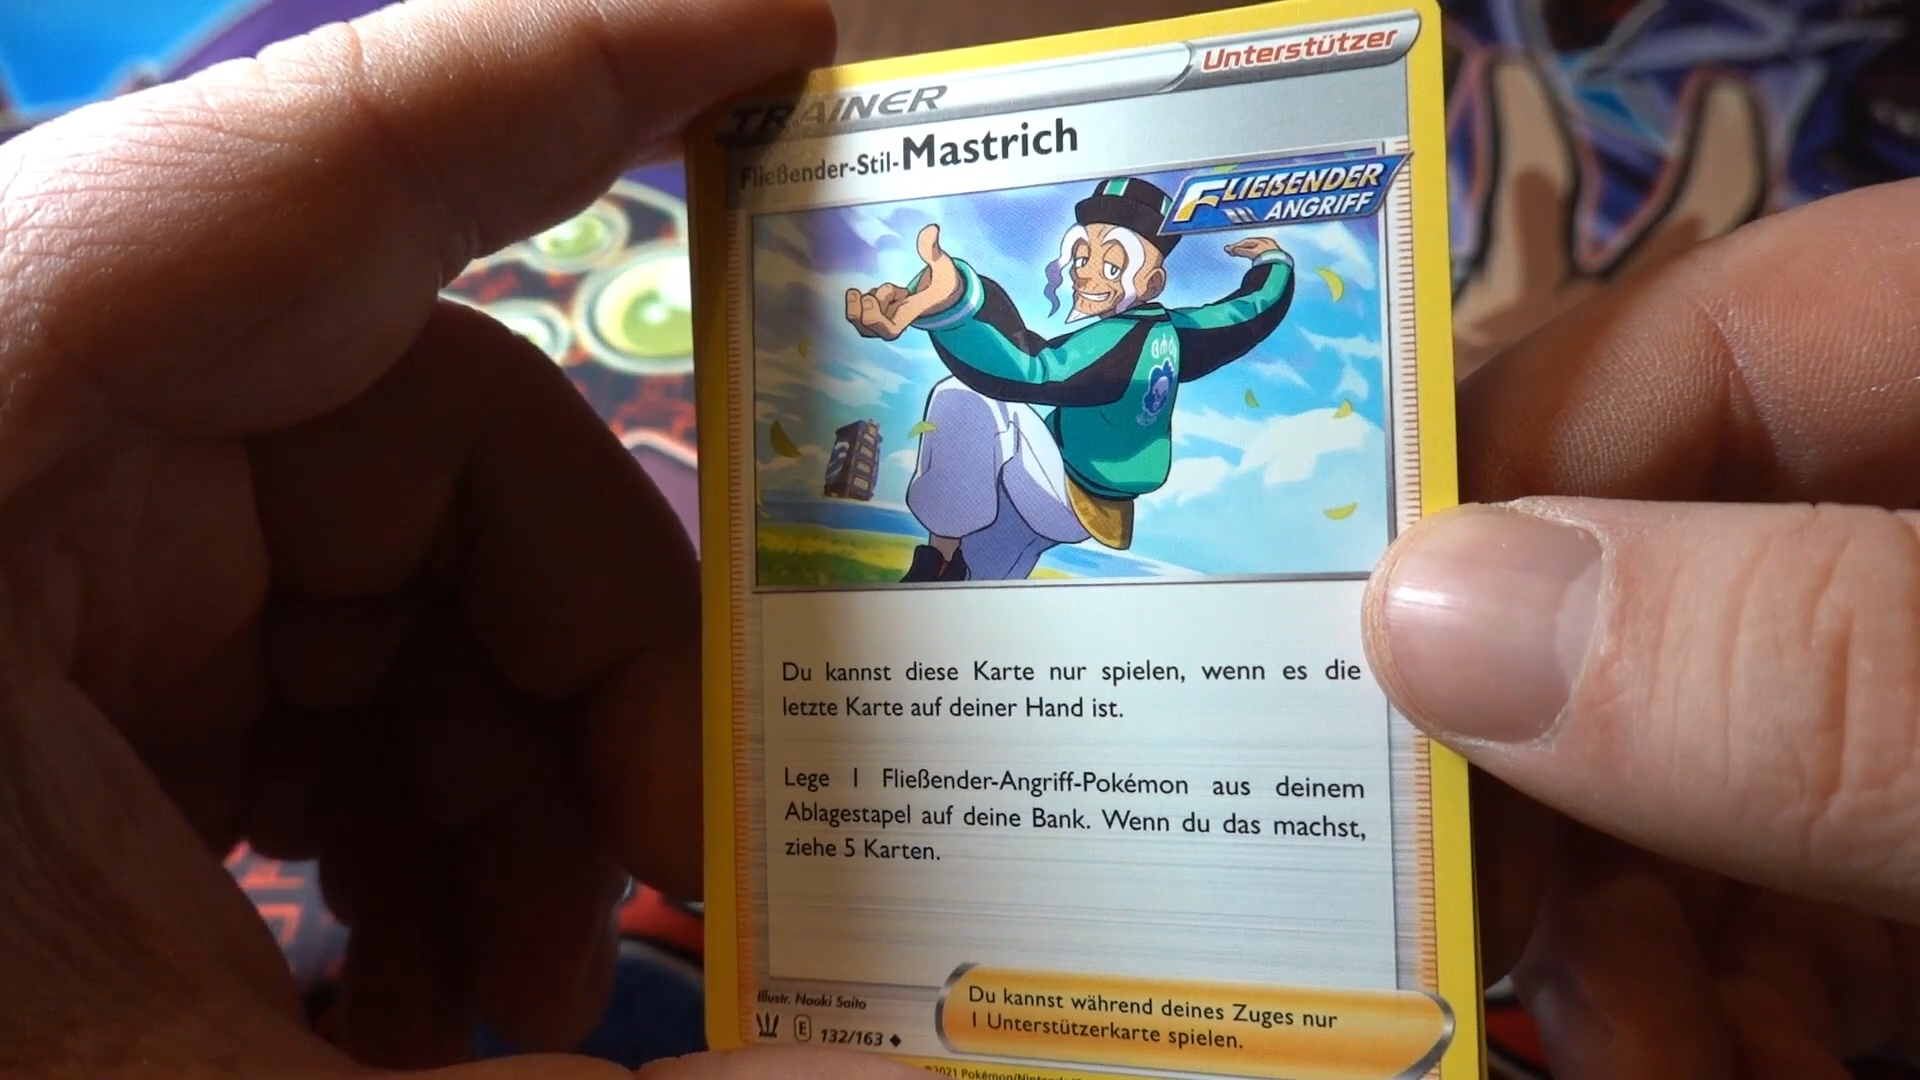 Unterstützer
TRAINER
Fließender-Stil-Mastrich
FLIEẞENDER
ANGRIFF
Du kannst diese Karte nur spielen, wenn es die
letzte Karte auf deiner Hand ist.
Lege 1 Fließender-Angriff-Pokémon aus deinem
Ablagestapel auf deine Bank. Wenn du das machst,
ziehe 5 Karten.
Illustr. Naoki Saito
E 132/163
Du kannst während deines Zuges nur
1 Unterstützerkarte spielen.
©2021 Pokémon/